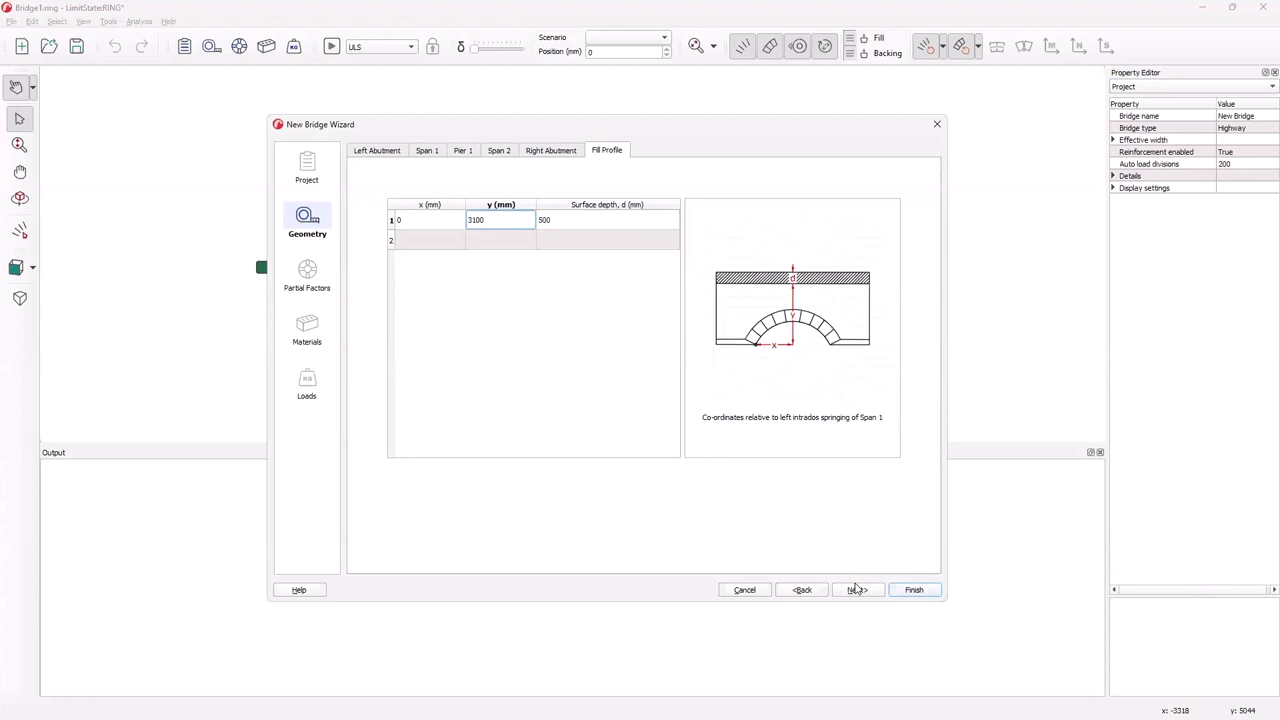 Bridge1.ring - LimitState:RING*
File Edit Select View Tools Analysis Help
ULS
δ
Scenario
Position (mm) 0
Fill
Backing
M N S
Property Editor
Project
Property Value
Bridge name New Bridge
Bridge type Highway
Effective width
Reinforcement enabled True
Auto load divisions 200
Details
Display settings
New Bridge Wizard
Project
Geometry
Partial Factors
Materials
KG
Loads
Left Abutment Span 1 Pier 1 Span 2 Right Abutment Fill Profile
x (mm) y (mm) Surface depth, d (mm)
1 0 3100 500
2
d
y
x
Co-ordinates relative to left intrados springing of Span 1
Help Cancel <Back Finish
Output
x: -3318 y: 5044